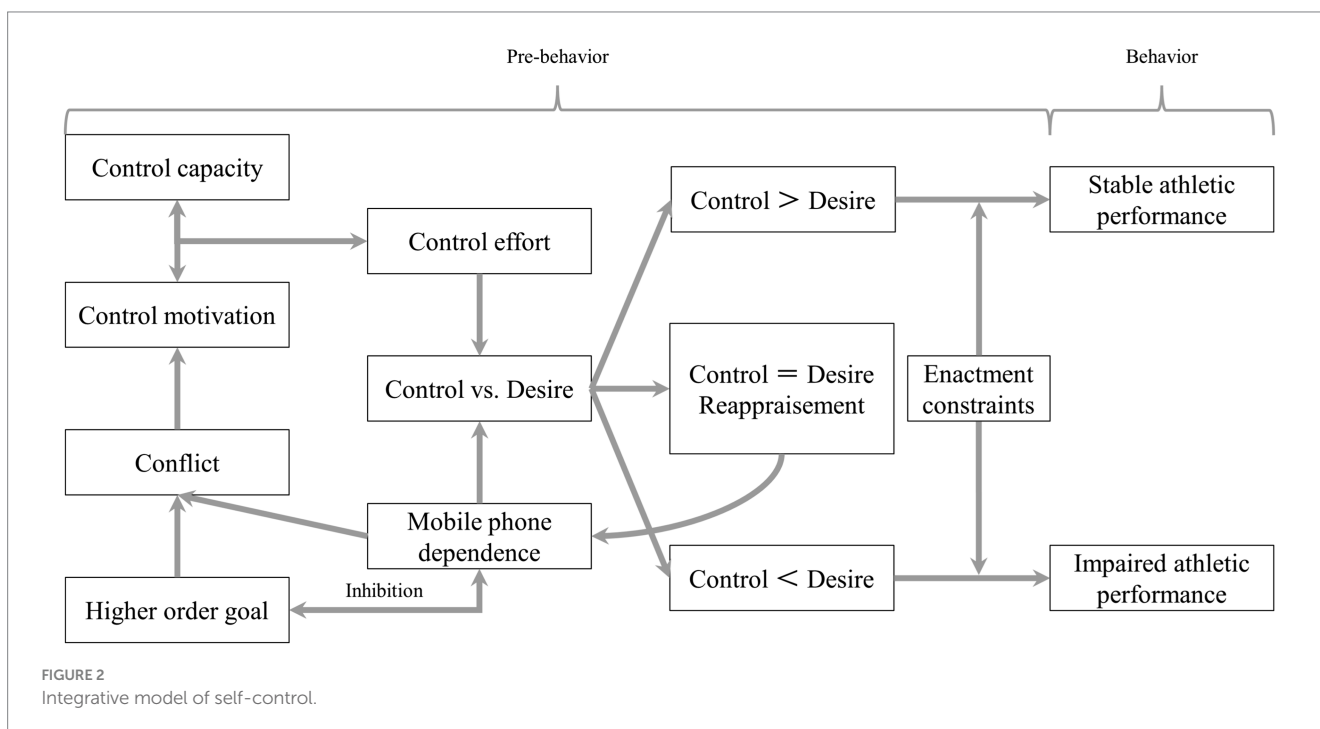 Pre-behavior
Behavior
Control capacity
Control > Desire
Stable athletic
performance
Control effort
Control motivation
Control vs. Desire
Control = Desire
Reappraisement
Enactment
constraints
Conflict
Mobile phone
dependence
Control < Desire
Impaired athletic
performance
Inhibition
Higher order goal
FIGURE 2
Integrative model of self-control.